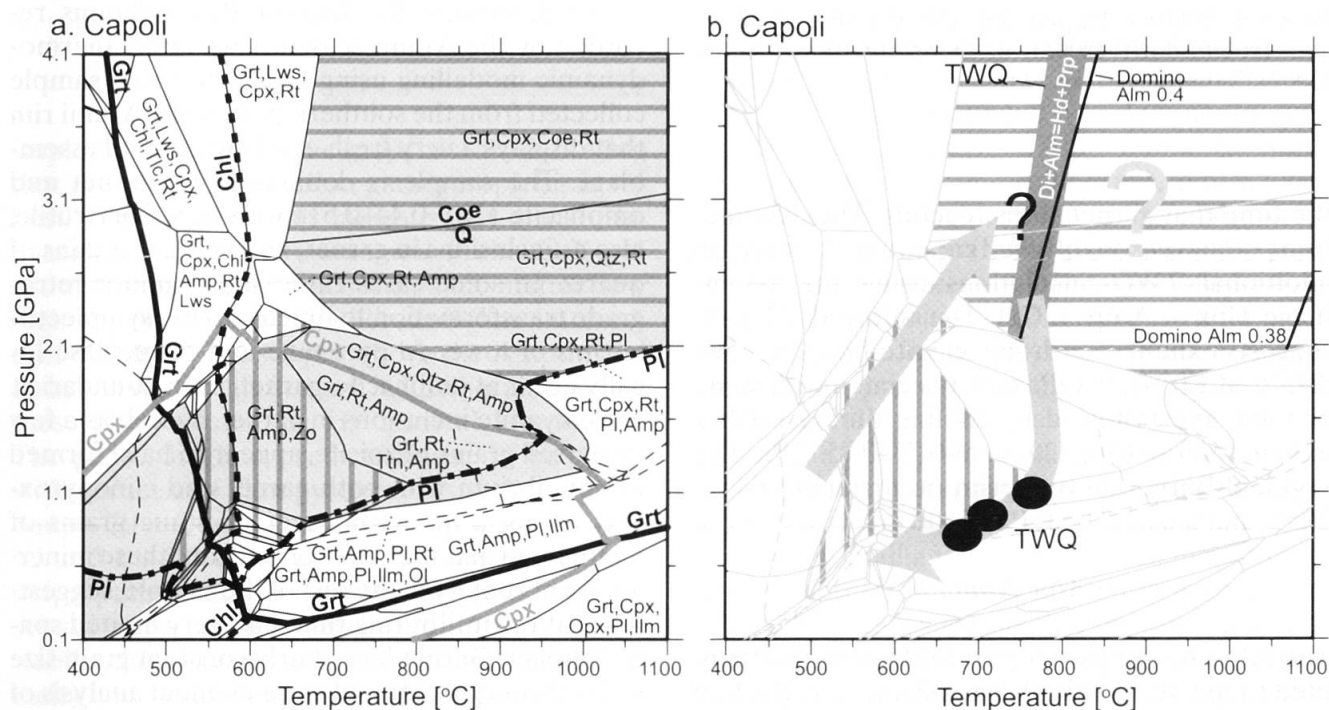 a. Capoli
4.1
3.1
2.1
1.1
0.1
Pressure [GPa]
400 500 600 700 800 900 1000 1100
Temperature [°C]
Grt
Grt,Lws,
Cpx,Rt
Grt,Lws,Cpx,
Chl,Tlc,Rt
Chl
Grt,Cpx,Coe,Rt
Coe
Q
Grt,
Cpx,Chl
Amp,Rt
Lws
Grt,Cpx,Qtz,Rt
Grt,Cpx,Rt,Amp
Grt
Cpx
Grt,Cpx,Rt,Pl
Pl
Grt,Cpx,Qtz,Rt,Amp
Grt,Rt,Amp
Grt,Cpx,Rt,
Pl,Amp
Cpx
Grt,Rt
Amp,Zo
Grt,Rt,
Ttn,Amp
Pl
Pl
Grt,Amp,Pl,Rt
Grt,Amp,Pl,Ilm
Grt
Grt,Amp,Pl,Ilm,Ol
Grt
Chl
Cpx
Grt,Cpx,
Opx,Pl,Ilm
b. Capoli
TWQ
Domino
Alm 0.4
Di+Alm=Hd+Prp
?
?
Domino Alm 0.38
TWQ
400 500 600 700 800 900 1000 1100
Temperature [°C]